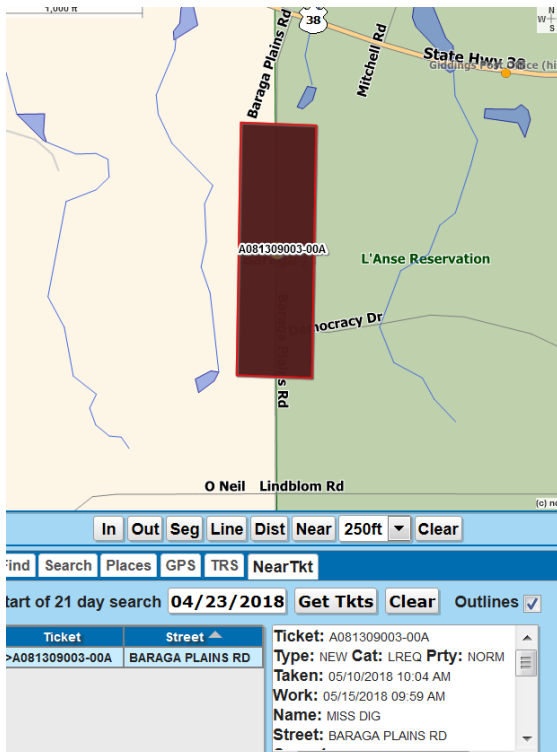 1,000 ft
N
W
S
38
Baraga Plains Rd
Mitchell Rd
State Hwy 38
Giddings Post Office (hi
A081309003-00A
L'Anse Reservation
Democracy Dr
Baraga Plains Rd
O Neil Lindblom Rd
(c) n
In Out Seg Line Dist Near 250ft Clear
Find Search Places GPS TRS NearTkt
tart of 21 day search 04/23/2018 Get Tkts Clear Outlines
Ticket Street
>A081309003-00A BARAGA PLAINS RD
Ticket: A081309003-00A
Type: NEW Cat: LREQ Prty: NORM
Taken: 05/10/2018 10:04 AM
Work: 05/15/2018 09:59 AM
Name: MISS DIG
Street: BARAGA PLAINS RD